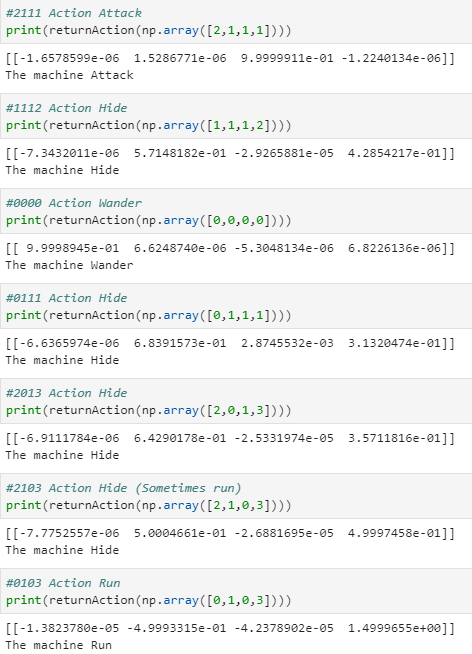 #2111 Action Attack
print(returnAction(np.array([2,1,1,1])))
[[-1.6578599e-06  1.5286771e-06  9.9999911e-01 -1.2240134e-06]]
The machine Attack
#1112 Action Hide
print(returnAction(np.array([1,1,1,2])))
[[-7.3432011e-06  5.7148182e-01 -2.9265881e-05  4.2854217e-01]]
The machine Hide
#0000 Action Wander
print(returnAction(np.array([0,0,0,0])))
[[ 9.9998945e-01  6.6248740e-06 -5.3048134e-06  6.8226136e-06]]
The machine Wander
#0111 Action Hide
print(returnAction(np.array([0,1,1,1])))
[[-6.6365974e-06  6.8391573e-01  2.8745532e-03  3.1320474e-01]]
The machine Hide
#2013 Action Hide
print(returnAction(np.array([2,0,1,3])))
[[-6.9111784e-06  6.4290178e-01 -2.5331974e-05  3.5711816e-01]]
The machine Hide
#2103 Action Hide (Sometimes run)
print(returnAction(np.array([2,1,0,3])))
[[-7.7752557e-06  5.0004661e-01 -2.6881695e-05  4.9997458e-01]]
The machine Hide
#0103 Action Run
print(returnAction(np.array([0,1,0,3])))
[[-1.3823780e-05 -4.9993315e-01 -4.2378902e-05  1.4999655e+00]]
The machine Run